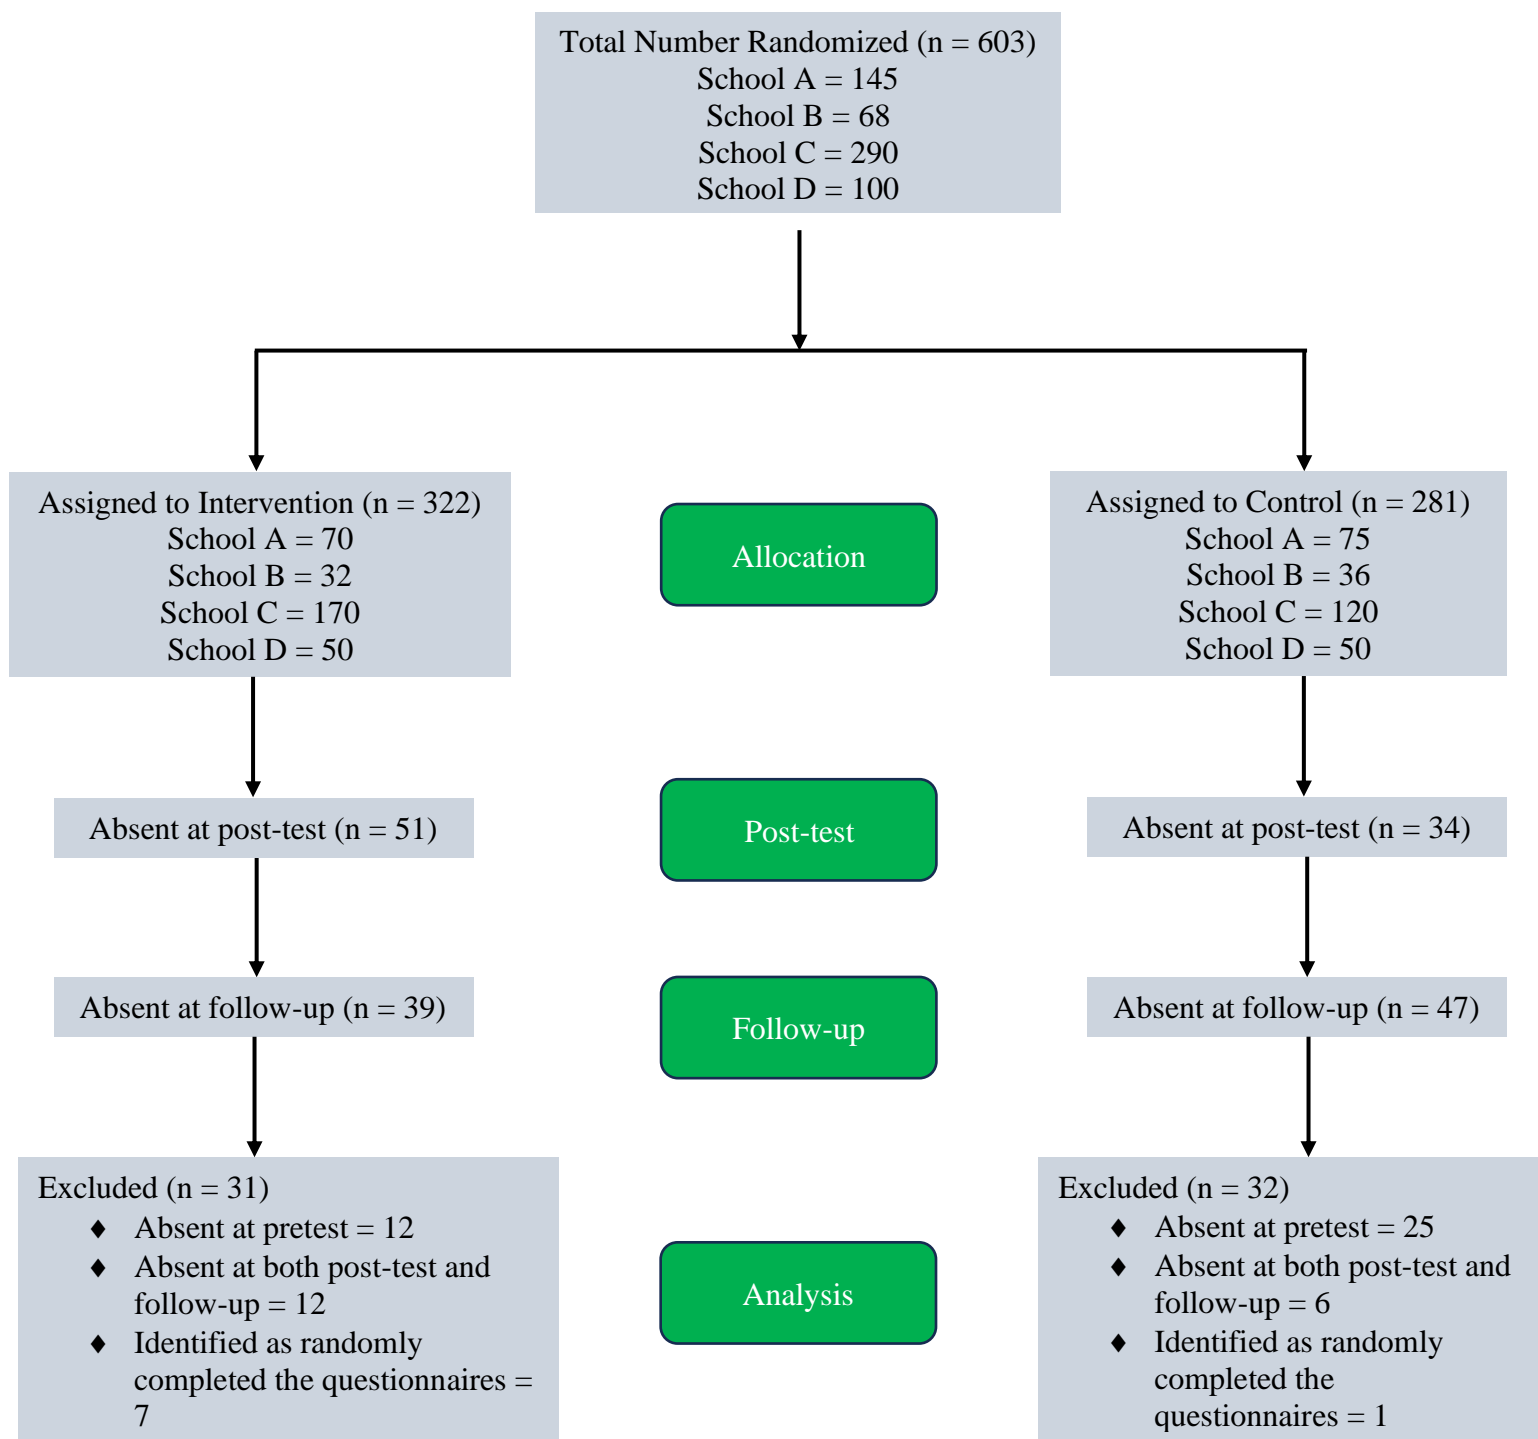 Total Number Randomized (n = 603)
School A = 145
School B = 68
School C = 290
School D = 100
Assigned to Intervention (n = 322)
School A = 70
School B = 32
School C = 170
School D = 50
Allocation
Assigned to Control (n = 281)
School A = 75
School B = 36
School C = 120
School D = 50
Absent at post-test (n = 51)
Post-test
Absent at post-test (n = 34)
Absent at follow-up (n = 39)
Follow-up
Absent at follow-up (n = 47)
Excluded (n = 31)
♦ Absent at pretest = 12
♦ Absent at both post-test and
follow-up = 12
♦ Identified as randomly
completed the questionnaires =
7
Analysis
Excluded (n = 32)
♦ Absent at pretest = 25
♦ Absent at both post-test and
follow-up = 6
♦ Identified as randomly
completed the
questionnaires = 1